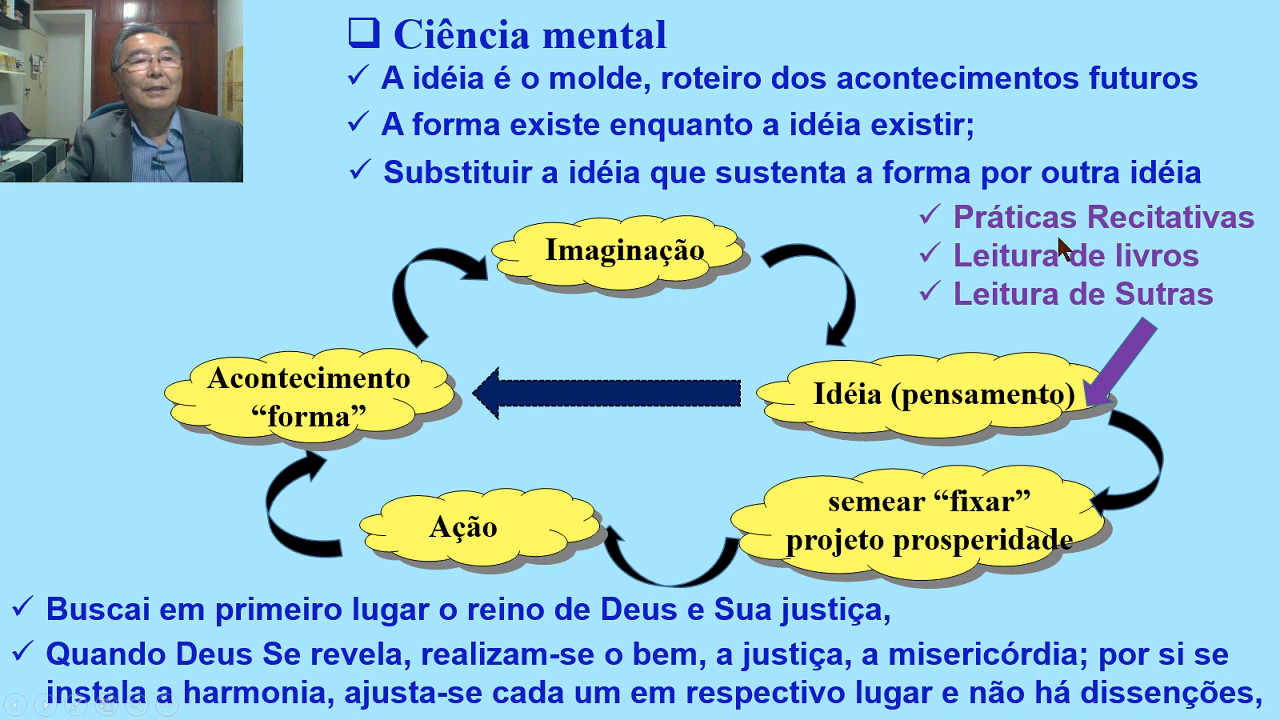 Ciência mental
A idéia é o molde, roteiro dos acontecimentos futuros
A forma existe enquanto a idéia existir;
Substituir a idéia que sustenta a forma por outra idéia
Práticas Recitativas
Leitura de livros
Leitura de Sutras
Imaginação
Acontecimento
“forma”
Idéia (pensamento)
semear “fixar”
projeto prosperidade
Ação
Buscai em primeiro lugar o reino de Deus e Sua justiça,
Quando Deus Se revela, realizam-se o bem, a justiça, a misericórdia; por si se
instala a harmonia, ajusta-se cada um em respectivo lugar e não há dissenções,